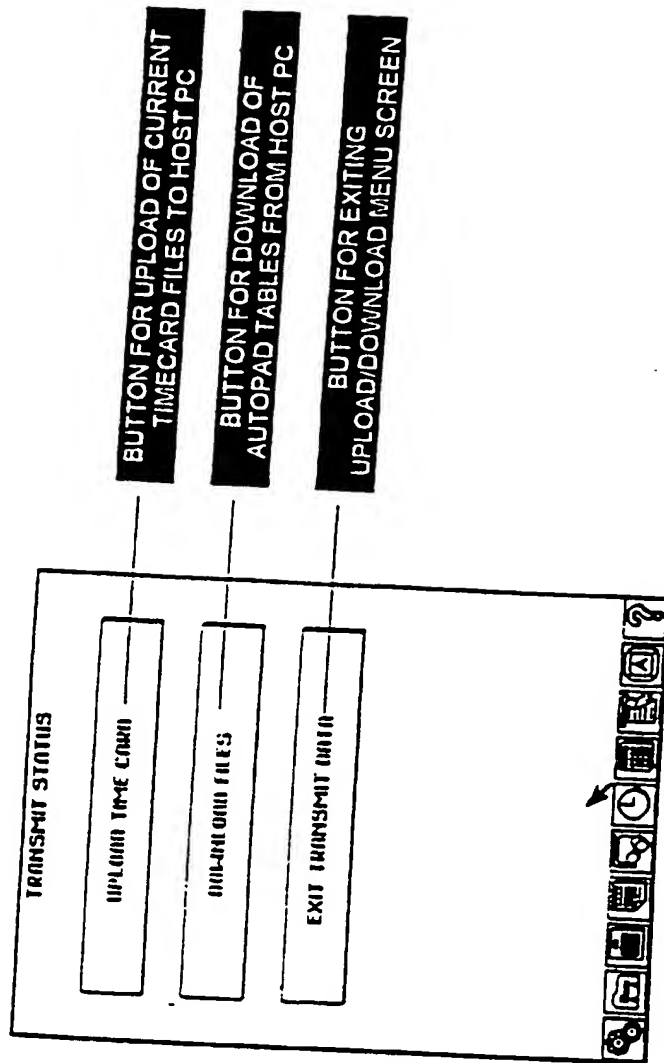 TRANSMIT STATUS
UPLOAD TIME CARD
DOWNLOAD FILES
EXIT TRANSMIT DATA
BUTTON FOR UPLOAD OF CURRENT
TIMECARD FILES TO HOST PC
BUTTON FOR DOWNLOAD OF
AUTOPAD TABLES FROM HOST PC
BUTTON FOR EXITING
UPLOAD/DOWNLOAD MENU SCREEN
?